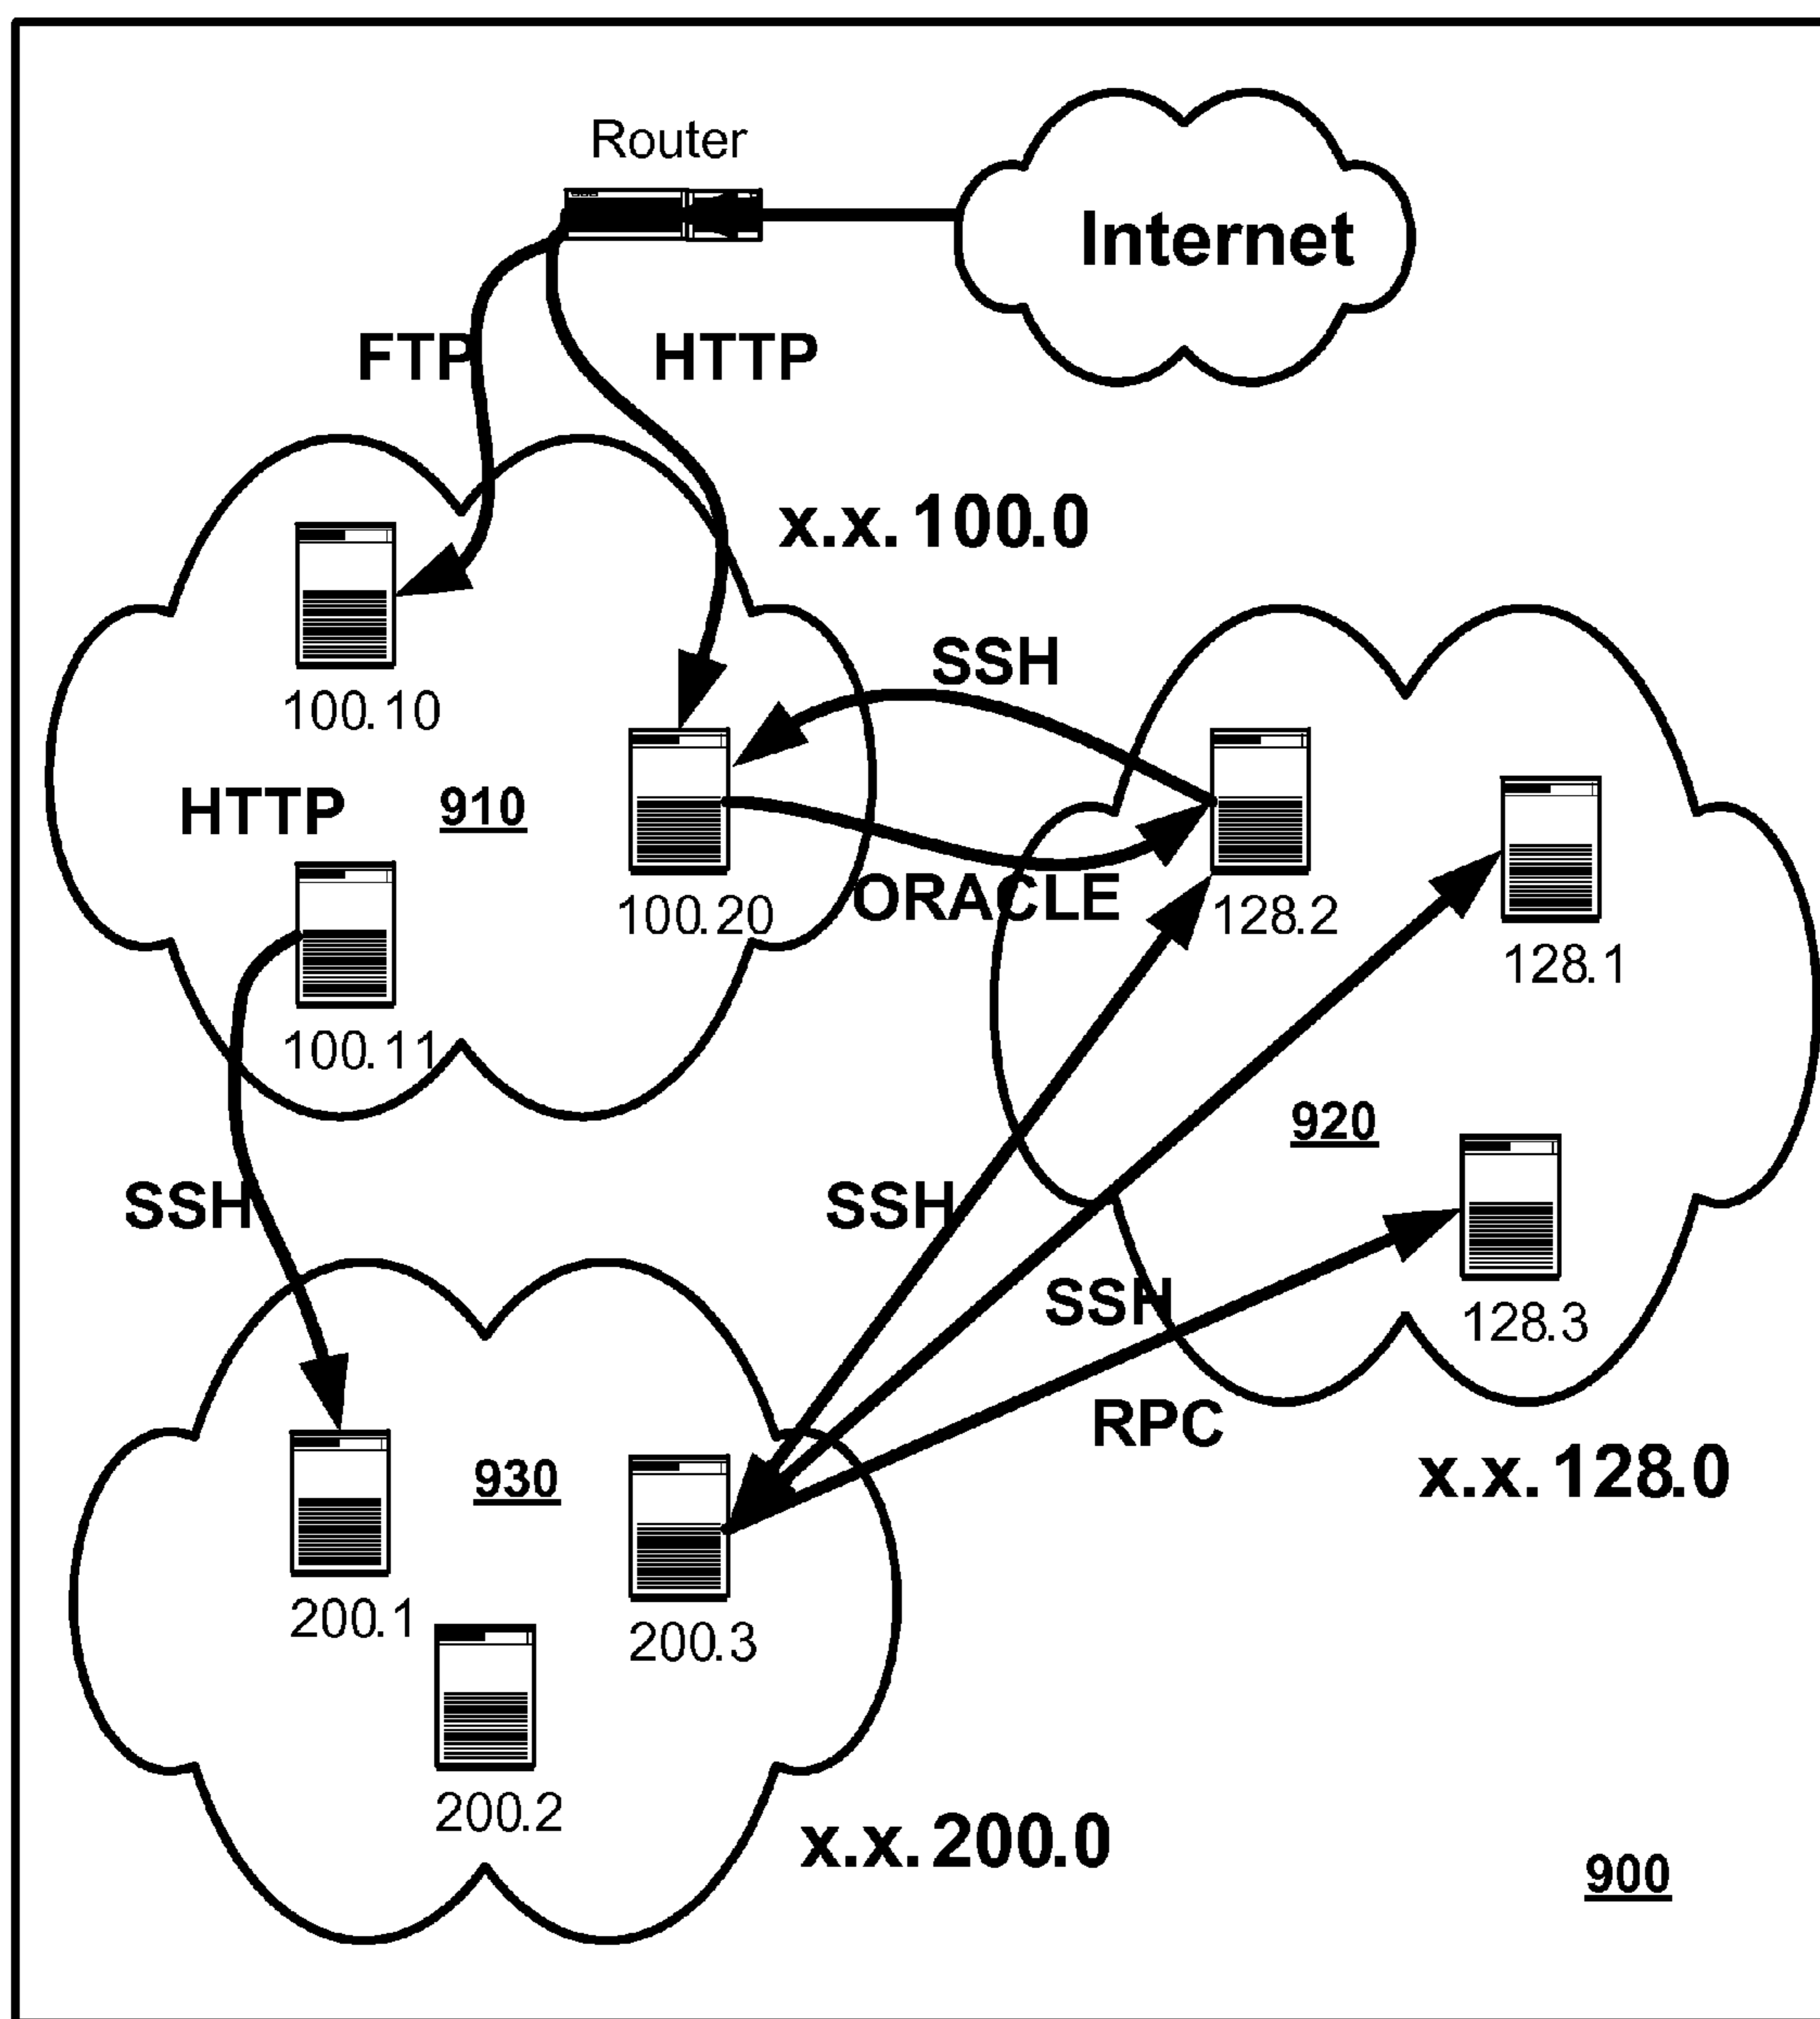 Router
Internet
FTP
HTTP
x.x.100.0
100.10
SSH
HTTP
910
100.20
ORACLE
128.2
128.1
100.11
920
SSH
SSH
SSH
128.3
RPC
x.x.128.0
930
200.1
200.3
200.2
x.x.200.0
900